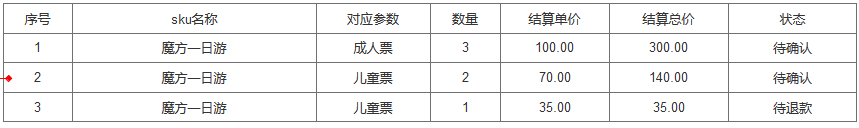 序号 sku名称 对应参数 数量 结算单价 结算总价 状态
1 魔方一日游 成人票 3 100.00 300.00 待确认
2 魔方一日游 儿童票 2 70.00 140.00 待确认
3 魔方一日游 儿童票 1 35.00 35.00 待退款